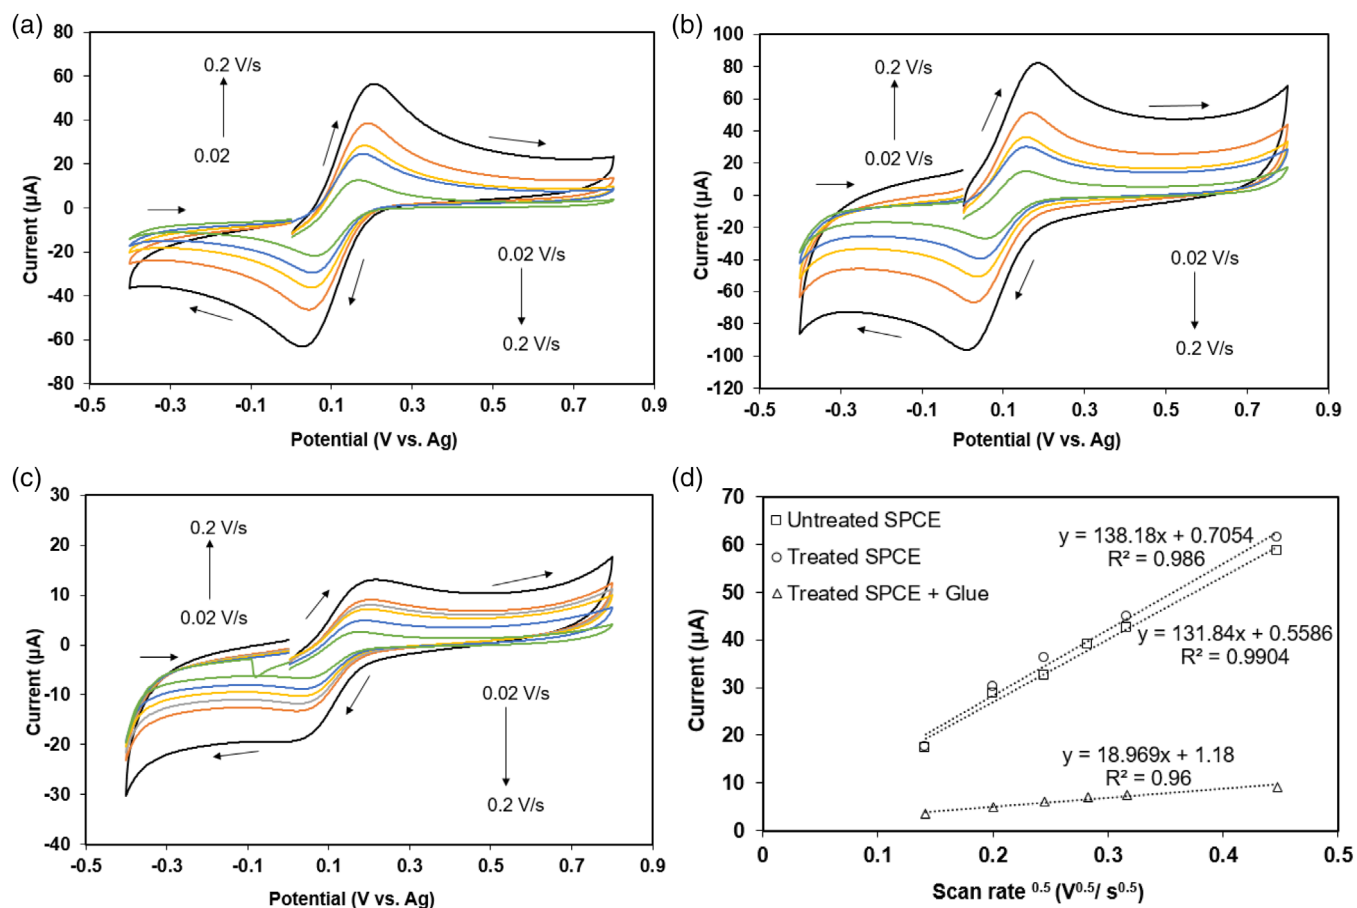 (a)
80
60
40
20
0
-20
-40
-60
-80
Current (µA)
0.2 V/s
0.02
0.02 V/s
0.2 V/s
-0.5 -0.3 -0.1 0.1 0.3 0.5 0.7 0.9
Potential (V vs. Ag)
(b)
100
80
60
40
20
0
-20
-40
-60
-80
-100
-120
Current (µA)
0.2 V/s
0.02 V/s
0.02 V/s
0.2 V/s
-0.5 -0.3 -0.1 0.1 0.3 0.5 0.7 0.9
Potential (V vs. Ag)
(c)
30
20
10
0
-10
-20
-30
-40
Current (µA)
0.2 V/s
0.02 V/s
0.02 V/s
0.2 V/s
-0.5 -0.3 -0.1 0.1 0.3 0.5 0.7 0.9
Potential (V vs. Ag)
(d)
70
60
50
40
30
20
10
0
Current (µA)
Untreated SPCE
Treated SPCE
Treated SPCE + Glue
y = 138.18x + 0.7054
R² = 0.986
y = 131.84x + 0.5586
R² = 0.9904
y = 18.969x + 1.18
R² = 0.96
0 0.1 0.2 0.3 0.4 0.5
Scan rate ⁰·⁵ (V⁰·⁵/ s⁰·⁵)